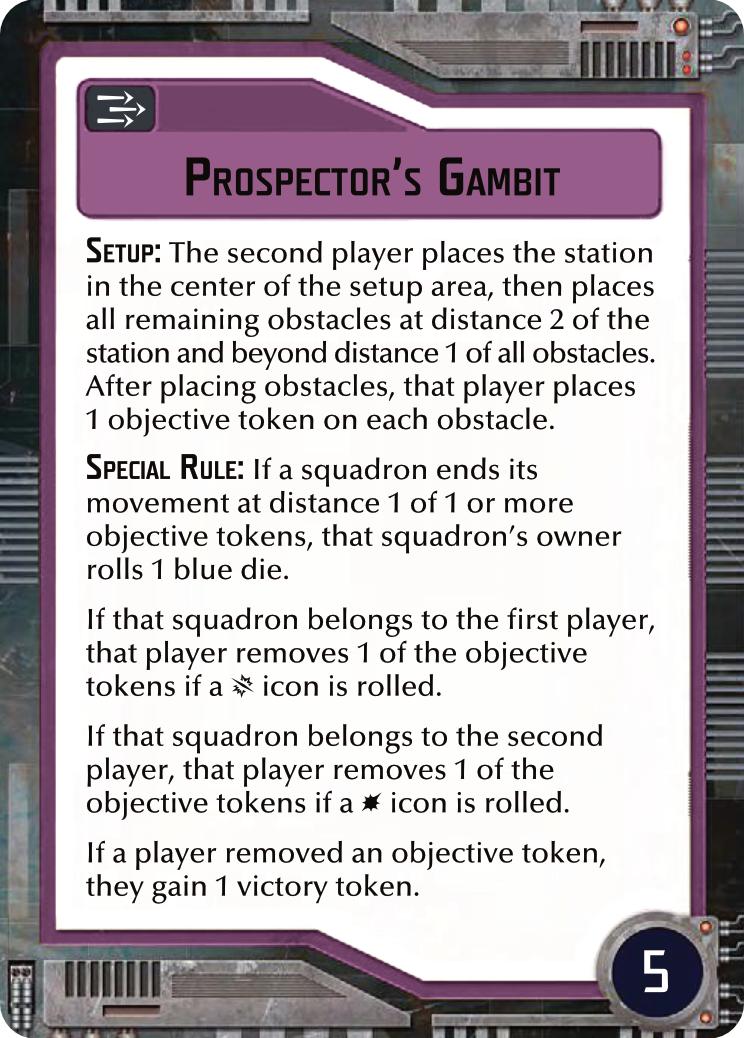 Prospector's Gambit
Setup: The second player places the station
in the center of the setup area, then places
all remaining obstacles at distance 2 of the
station and beyond distance 1 of all obstacles.
After placing obstacles, that player places
1 objective token on each obstacle.
Special Rule: If a squadron ends its
movement at distance 1 of 1 or more
objective tokens, that squadron's owner
rolls 1 blue die.
If that squadron belongs to the first player,
that player removes 1 of the objective
tokens if a icon is rolled.
If that squadron belongs to the second
player, that player removes 1 of the
objective tokens if a icon is rolled.
If a player removed an objective token,
they gain 1 victory token.
5